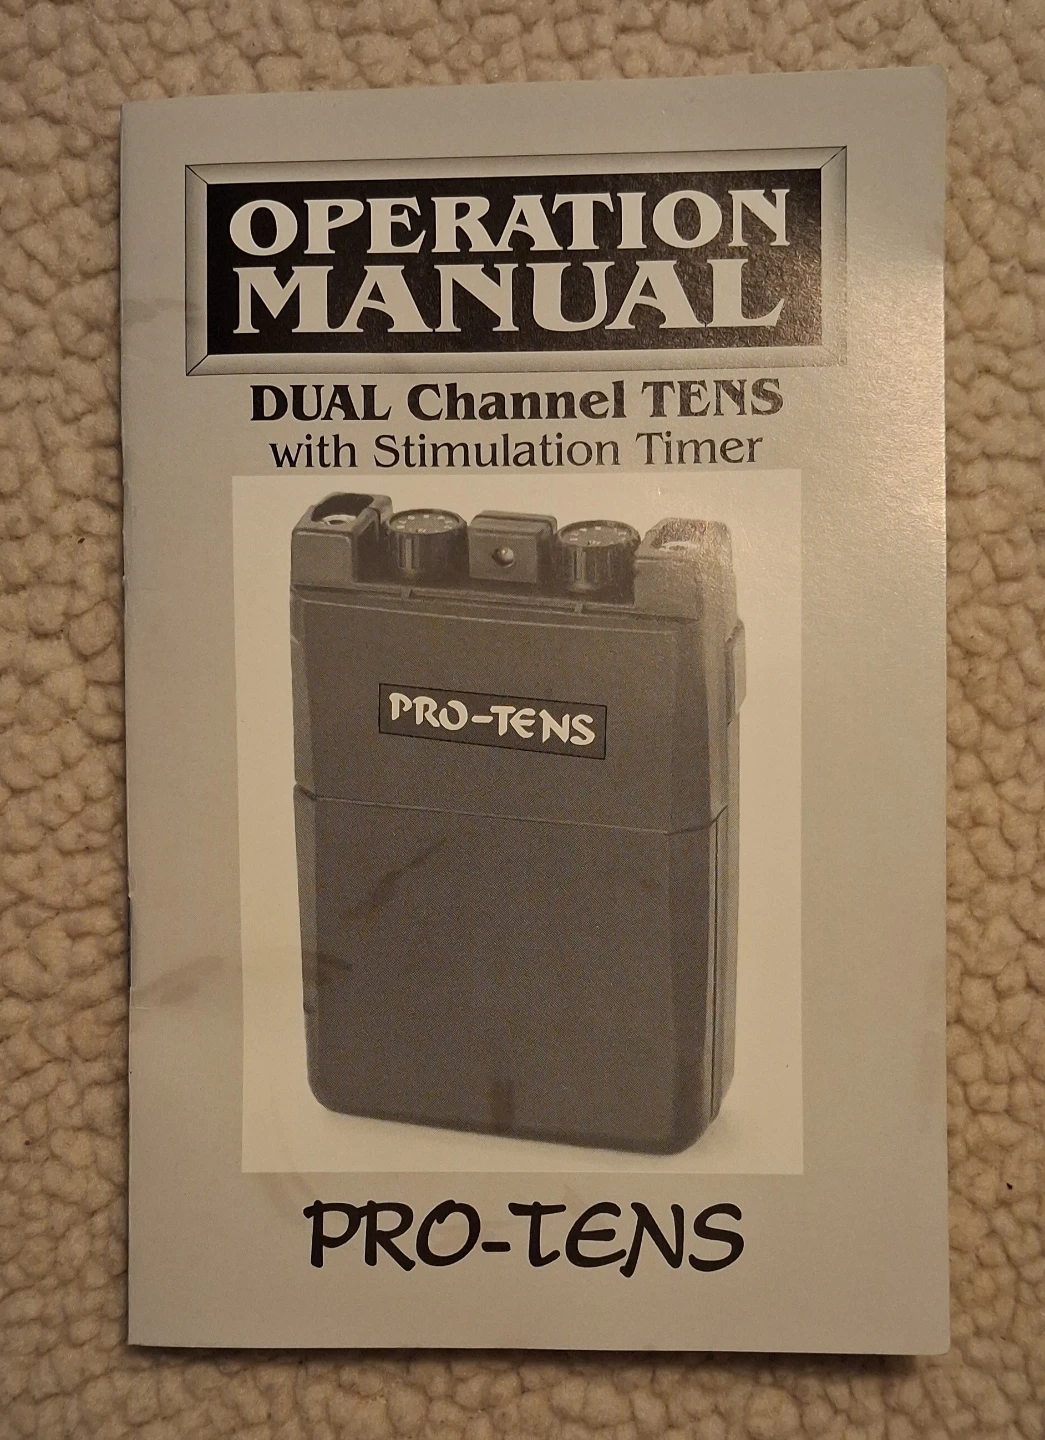 OPERATION
MANUAL
DUAL Channel TENS
with Stimulation Timer
PRO-TENS
PRO-TENS